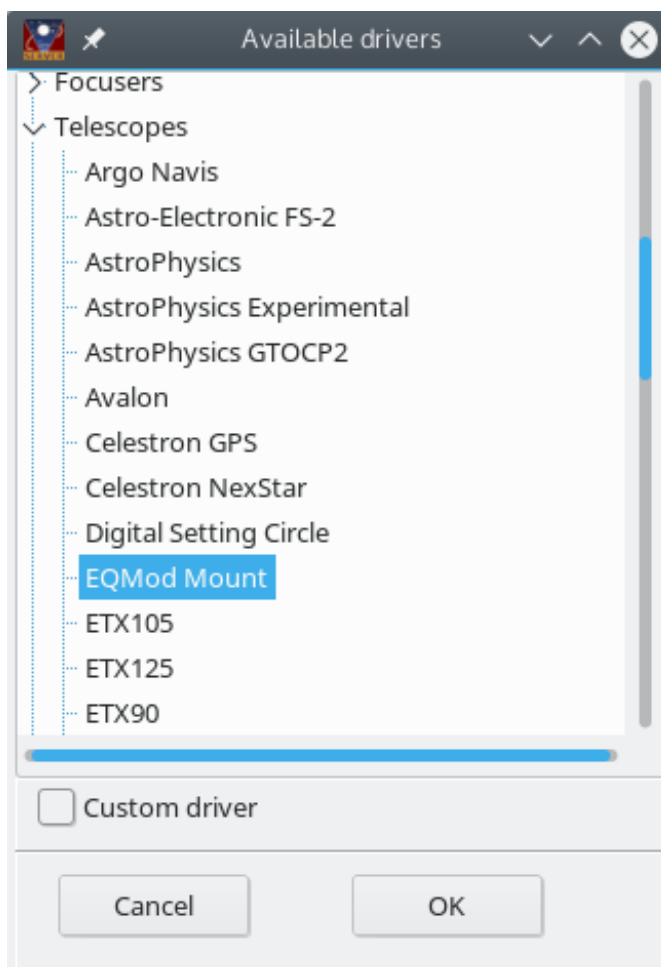 Available drivers
Focusers
Telescopes
Argo Navis
Astro-Electronic FS-2
AstroPhysics
AstroPhysics Experimental
AstroPhysics GTOCP2
Avalon
Celestron GPS
Celestron NexStar
Digital Setting Circle
EQMod Mount
ETX105
ETX125
ETX90
Custom driver
Cancel OK